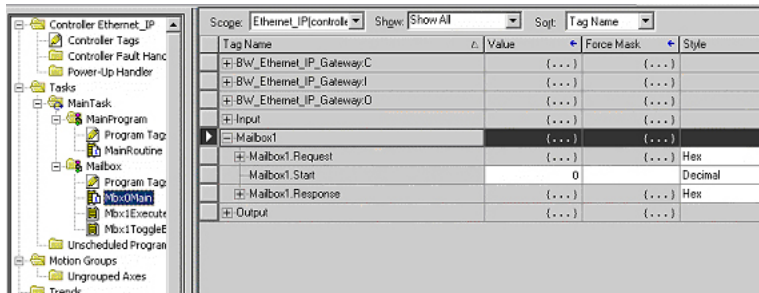 Controller Ethernet_IP
Controller Tags
Controller Fault Hand
Power-Up Handler
Tasks
MainTask
MainProgram
Program Tag
MainRoutine
Mailbox
Program Tag
Mbx0Main
Mbx1Execute
Mbx1ToggleB
Unscheduled Program
Motion Groups
Ungrouped Axes
Trends
Scope: Ethernet_IP(controlle Show: Show All Sort: Tag Name
Tag Name Value Force Mask Style
BW_Ethernet_IP_Gateway:C {...} {...}
BW_Ethernet_IP_Gateway:I {...} {...}
BW_Ethernet_IP_Gateway:O {...} {...}
Input {...} {...}
Mailbox1 {...} {...}
Mailbox1.Request {...} {...} Hex
Mailbox1.Start 0 Decimal
Mailbox1.Response {...} {...} Hex
Output {...} {...}